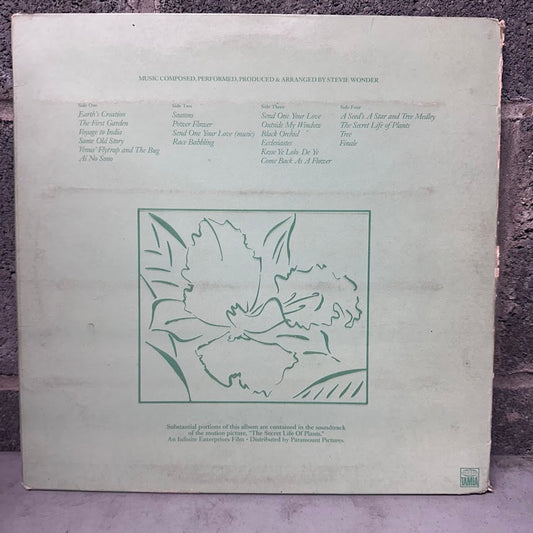 MUSIC COMPOSED, PERFORMED, PRODUCED & ARRANGED BY STEVIE WONDER
Side One
Earth's Creation
The First Garden
Voyage to India
Same Old Story
Venus' Flytrap and The Bug
Ai No Sono
Side Two
Seasons
Power Flower
Send One Your Love (music)
Race Babbling
Side Three
Send One Your Love
Outside My Window
Black Orchid
Ecclesiastes
Kesse Ye Lolo De Ye
Come Back As A Flower
Side Four
A Seed's A Star and Tree Medley
The Secret Life of Plants
Tree
Finale
Substantial portions of this album are contained in the soundtrack
of the motion picture, "The Secret Life Of Plants."
An Infinite Enterprises Film • Distributed by Paramount Pictures.
TAMLA